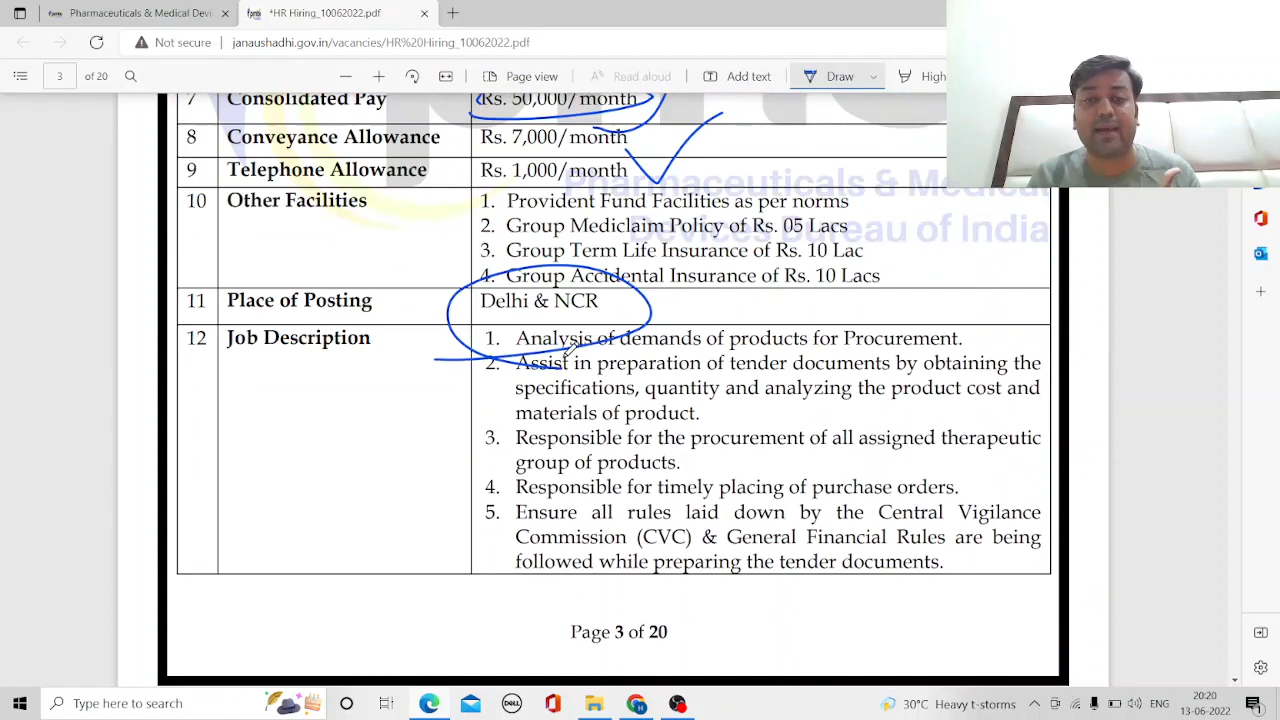 Pharmaceuticals & Medical Devi
*HR Hiring_10062022.pdf
Not secure
janaushadhi.gov.in/vacancies/HR%20Hiring_10062022.pdf
3
of 20
Page view
Read aloud
Add text
Draw
High
7 Consolidated Pay Rs. 50,000/month
8 Conveyance Allowance Rs. 7,000/month
9 Telephone Allowance Rs. 1,000/month
Pharmaceuticals & Medical
Devices Bureau of India
10 Other Facilities 1. Provident Fund Facilities as per norms
2. Group Mediclaim Policy of Rs. 05 Lacs
3. Group Term Life Insurance of Rs. 10 Lac
4. Group Accidental Insurance of Rs. 10 Lacs
11 Place of Posting Delhi & NCR
12 Job Description 1. Analysis of demands of products for Procurement.
2. Assist in preparation of tender documents by obtaining the
specifications, quantity and analyzing the product cost and
materials of product.
3. Responsible for the procurement of all assigned therapeutic
group of products.
4. Responsible for timely placing of purchase orders.
5. Ensure all rules laid down by the Central Vigilance
Commission (CVC) & General Financial Rules are being
followed while preparing the tender documents.
Page 3 of 20
Type here to search
DELL
30°C Heavy t-storms
ENG
20:20
13-06-2022
1